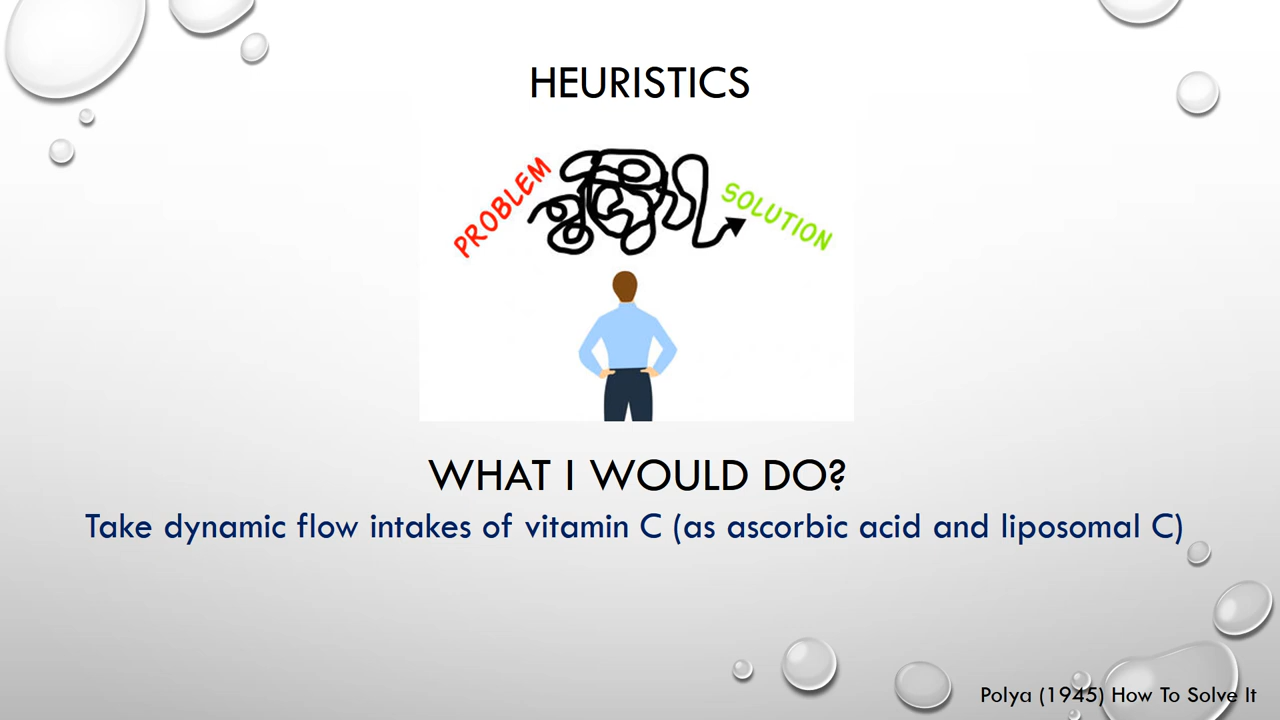 HEURISTICS
PROBLEM
SOLUTION
WHAT I WOULD DO?
Take dynamic flow intakes of vitamin C (as ascorbic acid and liposomal C)
Polya (1945) How To Solve It